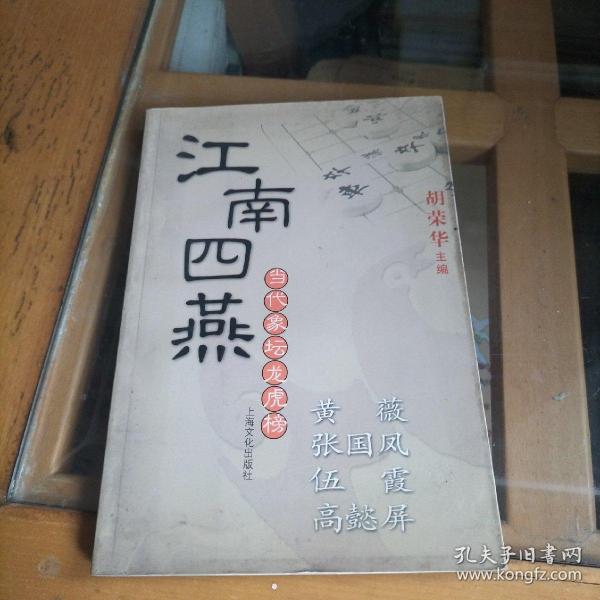 江南四燕
当代象坛龙虎榜
胡荣华主编
上海文化出版社
黄薇
张国凤
伍霞
高懿屏
孔夫子旧书网
www.kongfz.com